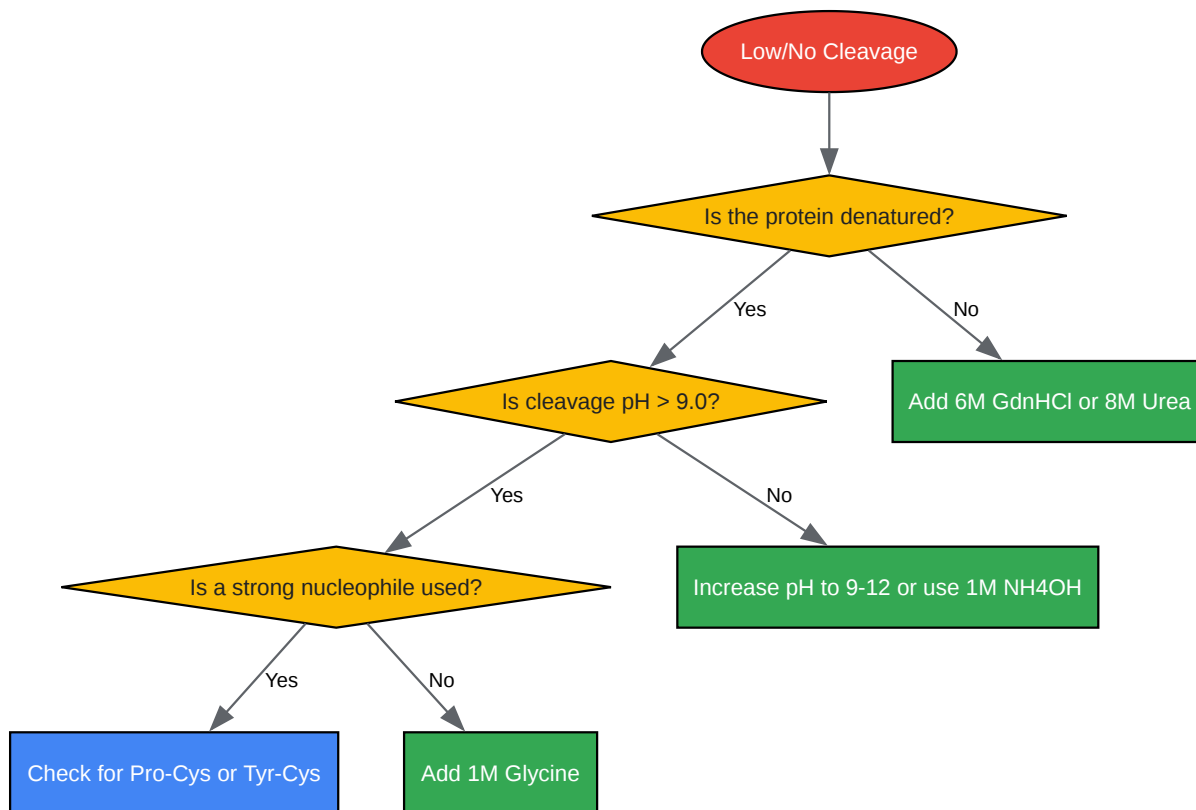 Low/No Cleavage
Is the protein denatured?
Yes
No
Is cleavage pH > 9.0?
Add 6M GdnHCl or 8M Urea
Yes
No
Is a strong nucleophile used?
Increase pH to 9-12 or use 1M NH4OH
Yes
No
Check for Pro-Cys or Tyr-Cys
Add 1M Glycine